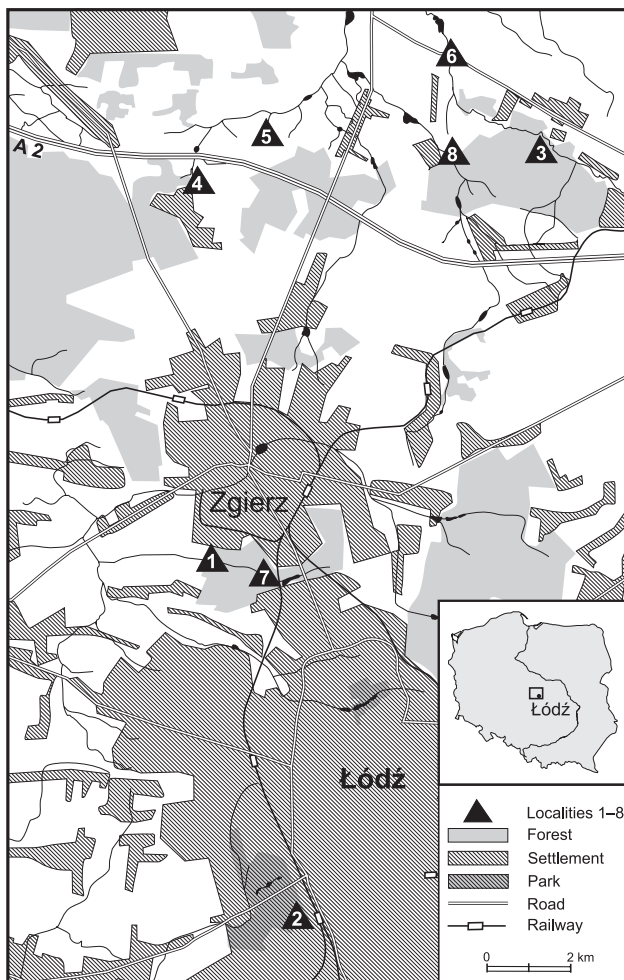 6
5
3
8
A 2
4
Zgierz
1
7
Łódź
Łódź
2
Localities 1–8
Forest
Settlement
Park
Road
Railway
0 2 km